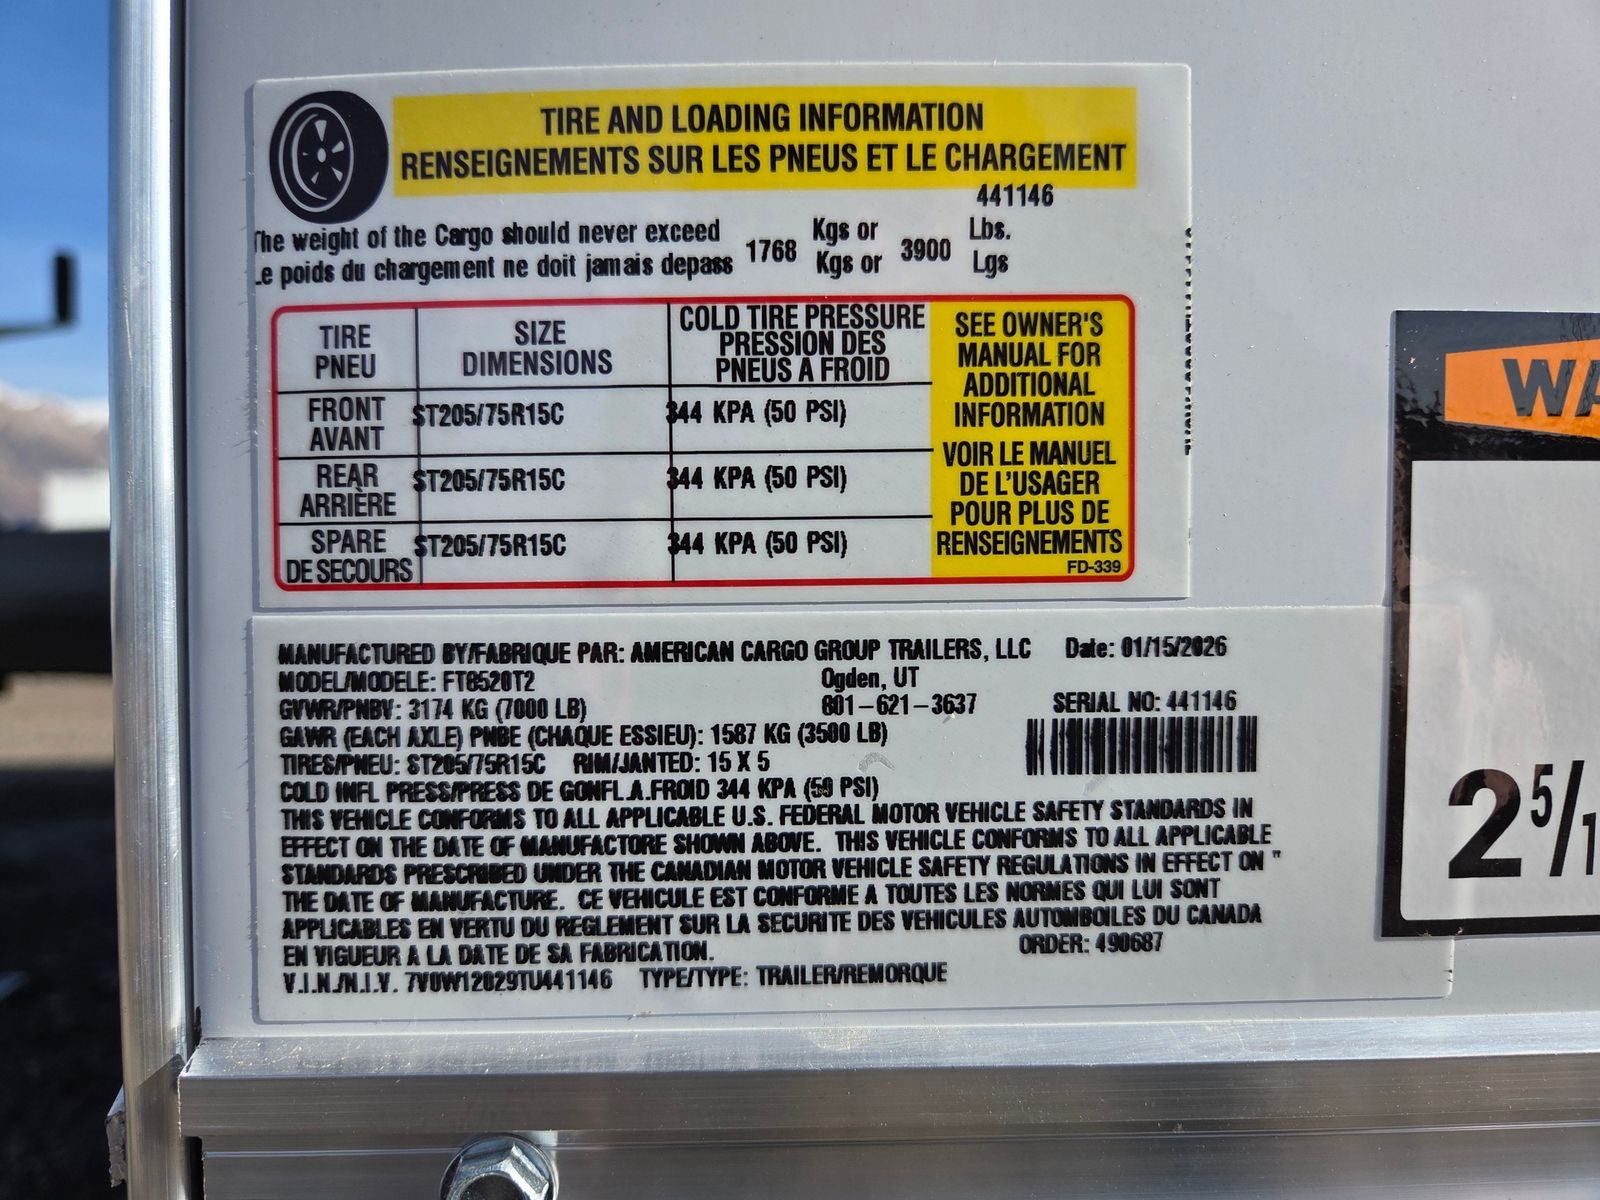 TIRE AND LOADING INFORMATION
RENSEIGNEMENTS SUR LES PNEUS ET LE CHARGEMENT
441146
The weight of the Cargo should never exceed 1768 Kgs or 3900 Lbs.
Le poids du chargement ne doit jamais depass Kgs or Lgs
TIRE PNEU
SIZE DIMENSIONS
COLD TIRE PRESSURE
PRESSION DES
PNEUS A FROID
FRONT AVANT ST205/75R15C 344 KPA (50 PSI)
REAR ARRIÈRE ST205/75R15C 344 KPA (50 PSI)
SPARE DE SECOURS ST205/75R15C 344 KPA (50 PSI)
SEE OWNER'S
MANUAL FOR
ADDITIONAL
INFORMATION
VOIR LE MANUEL
DE L'USAGER
POUR PLUS DE
RENSEIGNEMENTS
FD-339
MANUFACTURED BY/FABRIQUE PAR: AMERICAN CARGO GROUP TRAILERS, LLC Date: 01/15/2026
MODEL/MODELE: FT8520T2 Ogden, UT
GVWR/PNBV: 3174 KG (7000 LB) 801-621-3637 SERIAL NO: 441146
GAWR (EACH AXLE) PNBE (CHAQUE ESSIEU): 1587 KG (3500 LB)
TIRES/PNEU: ST205/75R15C RIM/JANTED: 15 X 5
COLD INFL PRESS/PRESS DE GONFL.A.FROID 344 KPA (50 PSI)
THIS VEHICLE CONFORMS TO ALL APPLICABLE U.S. FEDERAL MOTOR VEHICLE SAFETY STANDARDS IN
EFFECT ON THE DATE OF MANUFACTORE SHOWN ABOVE. THIS VEHICLE CONFORMS TO ALL APPLICABLE
STANDARDS PRESCRIBED UNDER THE CANADIAN MOTOR VEHICLE SAFETY REGULATIONS IN EFFECT ON "
THE DATE OF MANUFACTURE. CE VEHICULE EST CONFORME A TOUTES LES NORMES QUI LUI SONT
APPLICABLES EN VERTU DU REGLEMENT SUR LA SECURITE DES VEHICULES AUTOMBOILES DU CANADA
EN VIGUEUR A LA DATE DE SA FABRICATION. ORDER: 490687
V.I.N./N.I.V. 7V0W12029TU441146 TYPE/TYPE: TRAILER/REMORQUE
WA
2 5/1